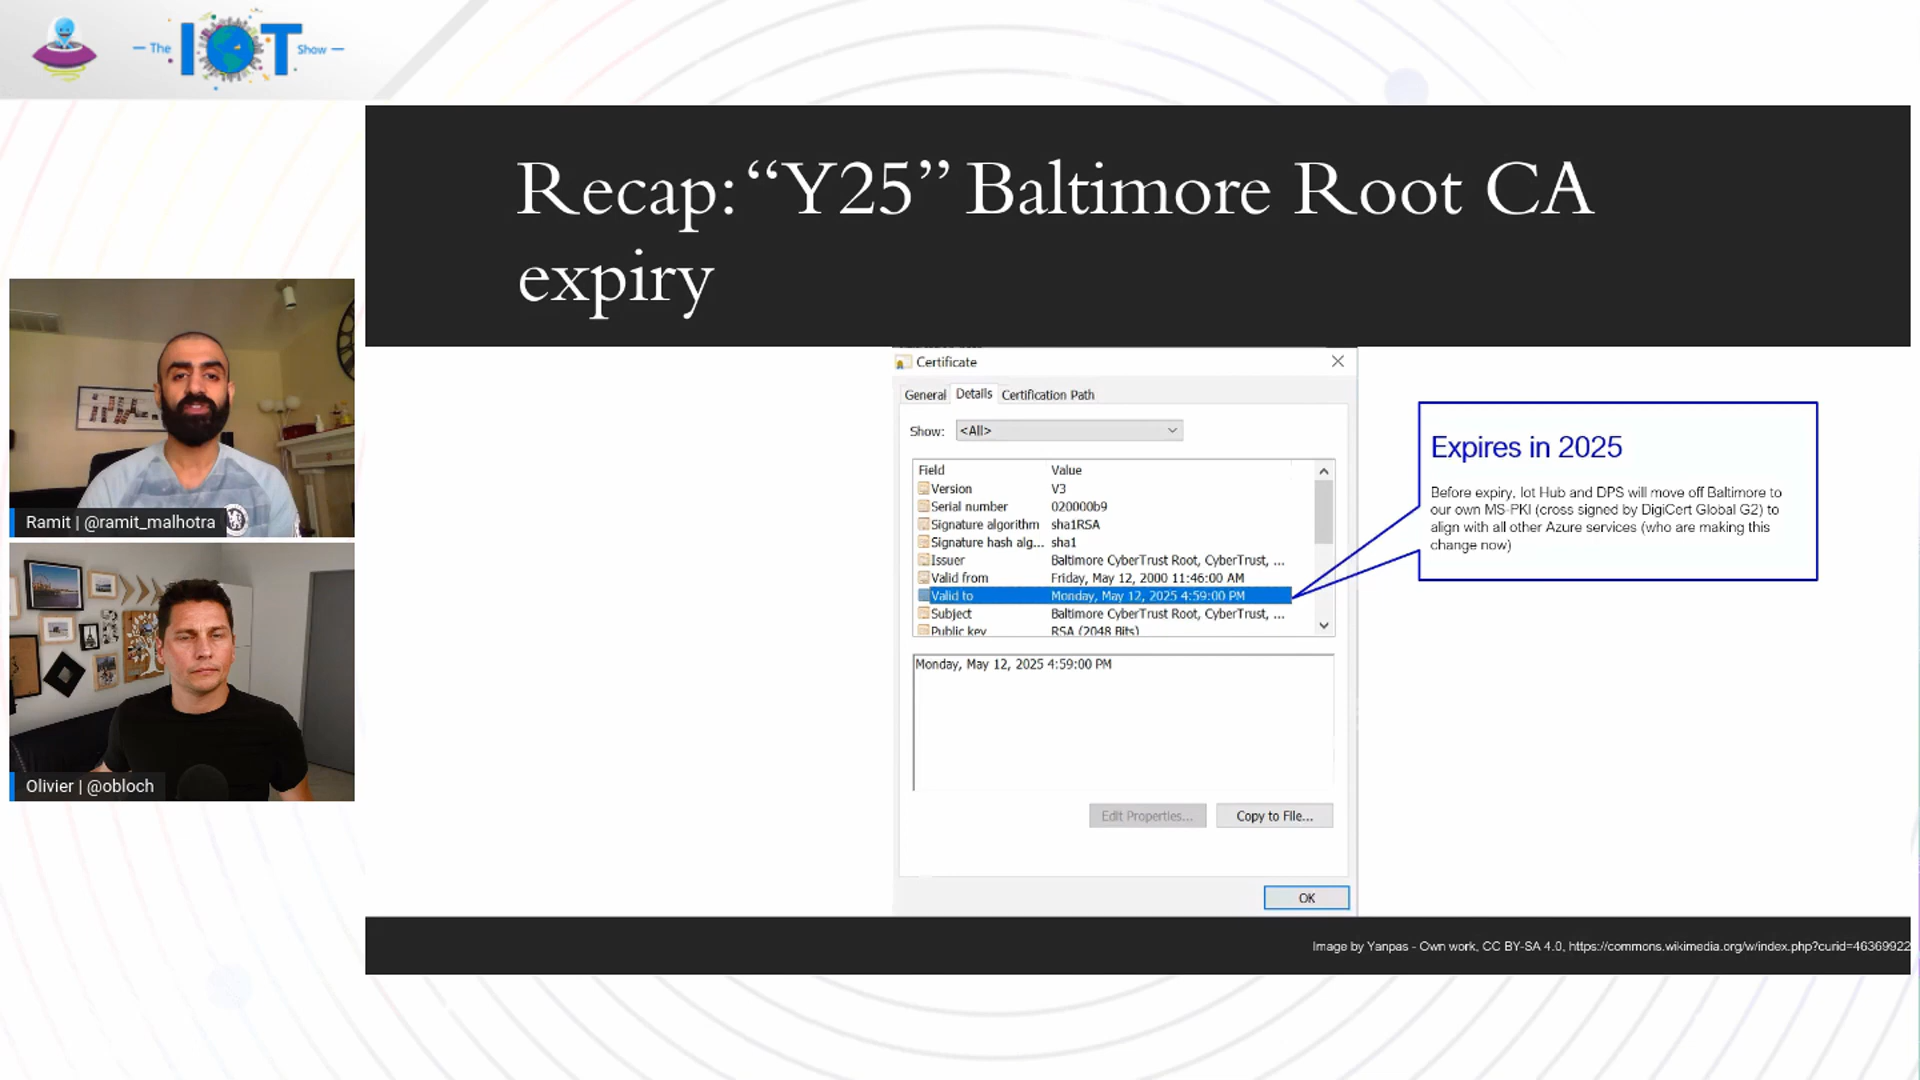 The IOT Show
Recap: “Y25” Baltimore Root CA
expiry
Ramit | @ramit_malhotra
Olivier | @obloch
Certificate
General Details Certification Path
Show: <All>
Field Value
Version V3
Serial number 020000b9
Signature algorithm sha1RSA
Signature hash alg... sha1
Issuer Baltimore CyberTrust Root, CyberTrust, ...
Valid from Friday, May 12, 2000 11:46:00 AM
Valid to Monday, May 12, 2025 4:59:00 PM
Subject Baltimore CyberTrust Root, CyberTrust, ...
Public key RSA (2048 Bits)
Monday, May 12, 2025 4:59:00 PM
Edit Properties... Copy to File...
OK
Expires in 2025
Before expiry, Iot Hub and DPS will move off Baltimore to
our own MS-PKI (cross signed by DigiCert Global G2) to
align with all other Azure services (who are making this
change now)
Image by Yanpas - Own work, CC BY-SA 4.0, https://commons.wikimedia.org/w/index.php?curid=46369922